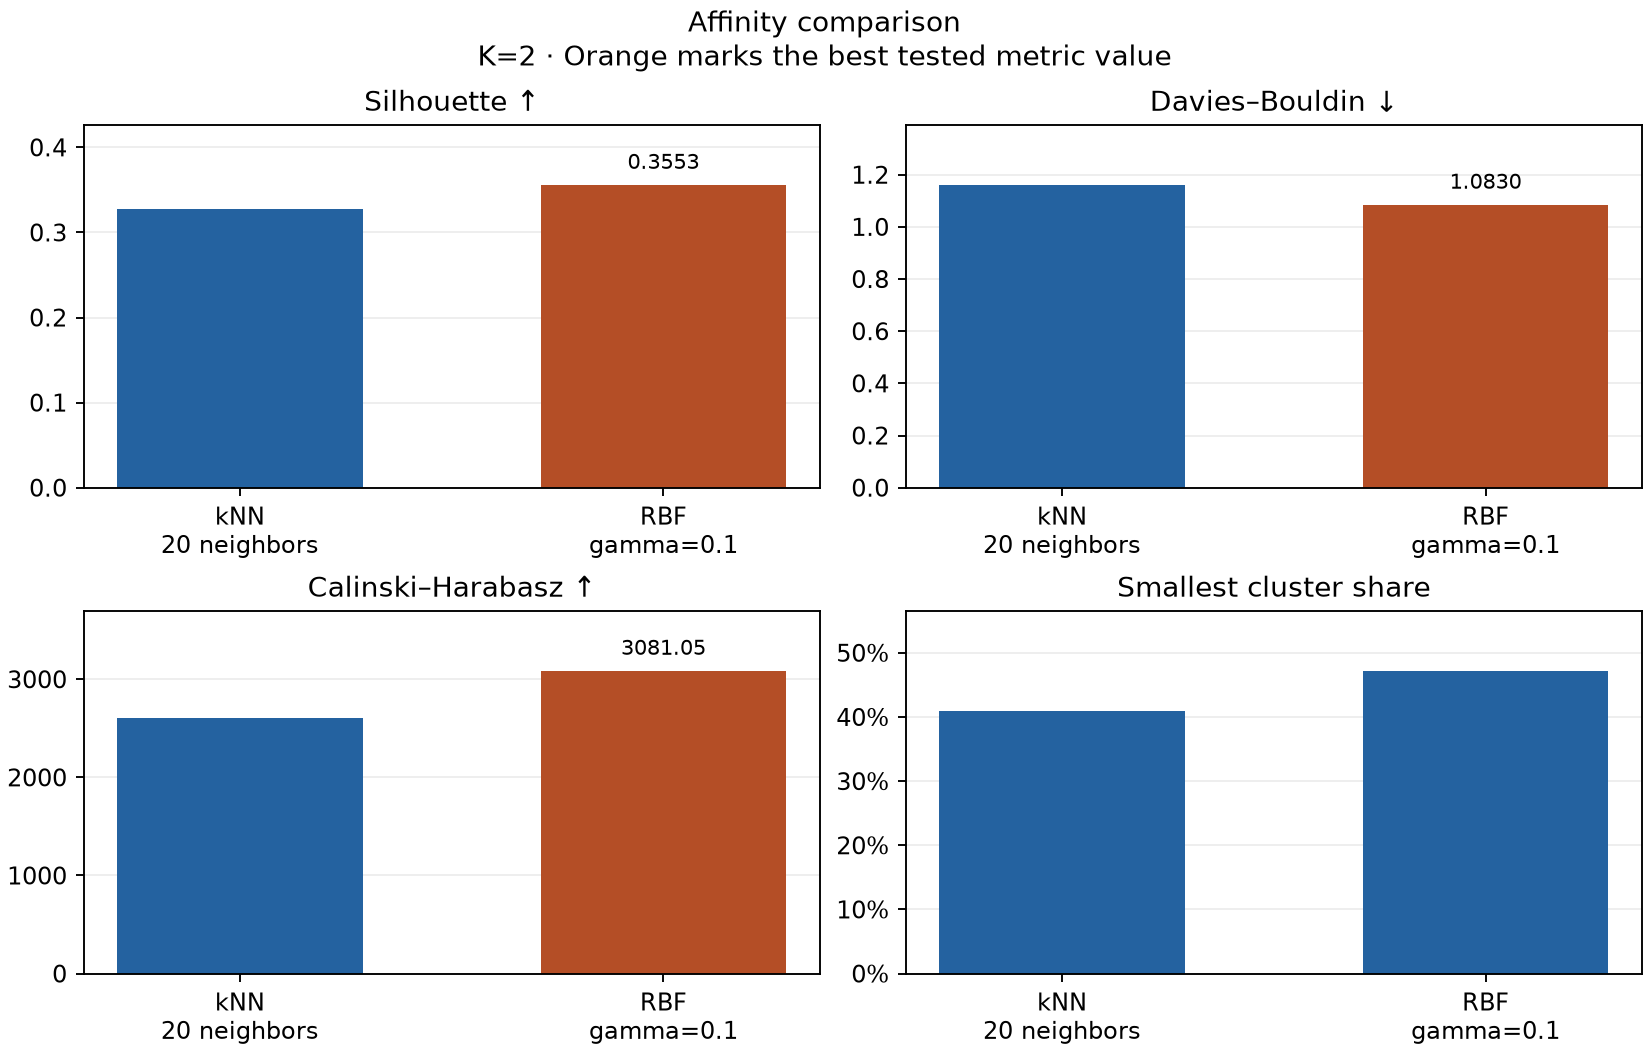 Affinity comparison
K=2 · Orange marks the best tested metric value
Silhouette ↑
0.4
0.3
0.2
0.1
0.0
0.3553
kNN
20 neighbors
RBF
gamma=0.1
Davies–Bouldin ↓
1.2
1.0
0.8
0.6
0.4
0.2
0.0
1.0830
kNN
20 neighbors
RBF
gamma=0.1
Calinski–Harabasz ↑
3000
2000
1000
0
3081.05
kNN
20 neighbors
RBF
gamma=0.1
Smallest cluster share
50%
40%
30%
20%
10%
0%
kNN
20 neighbors
RBF
gamma=0.1